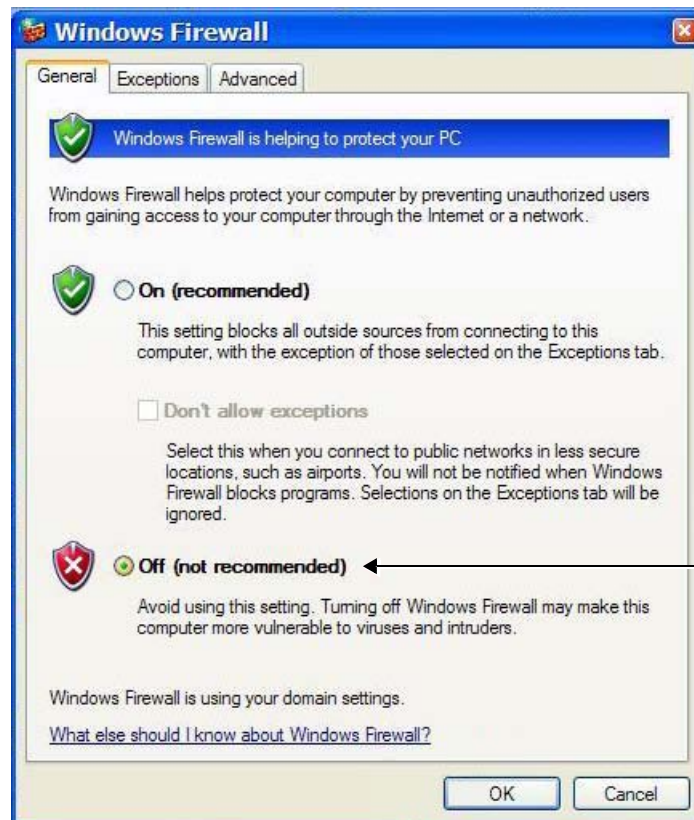 Windows Firewall
General Exceptions Advanced
Windows Firewall is helping to protect your PC
Windows Firewall helps protect your computer by preventing unauthorized users
from gaining access to your computer through the Internet or a network.
On (recommended)
This setting blocks all outside sources from connecting to this
computer, with the exception of those selected on the Exceptions tab.
Don't allow exceptions
Select this when you connect to public networks in less secure
locations, such as airports. You will not be notified when Windows
Firewall blocks programs. Selections on the Exceptions tab will be
ignored.
Off (not recommended)
Avoid using this setting. Turning off Windows Firewall may make this
computer more vulnerable to viruses and intruders.
Windows Firewall is using your domain settings.
What else should I know about Windows Firewall?
OK Cancel